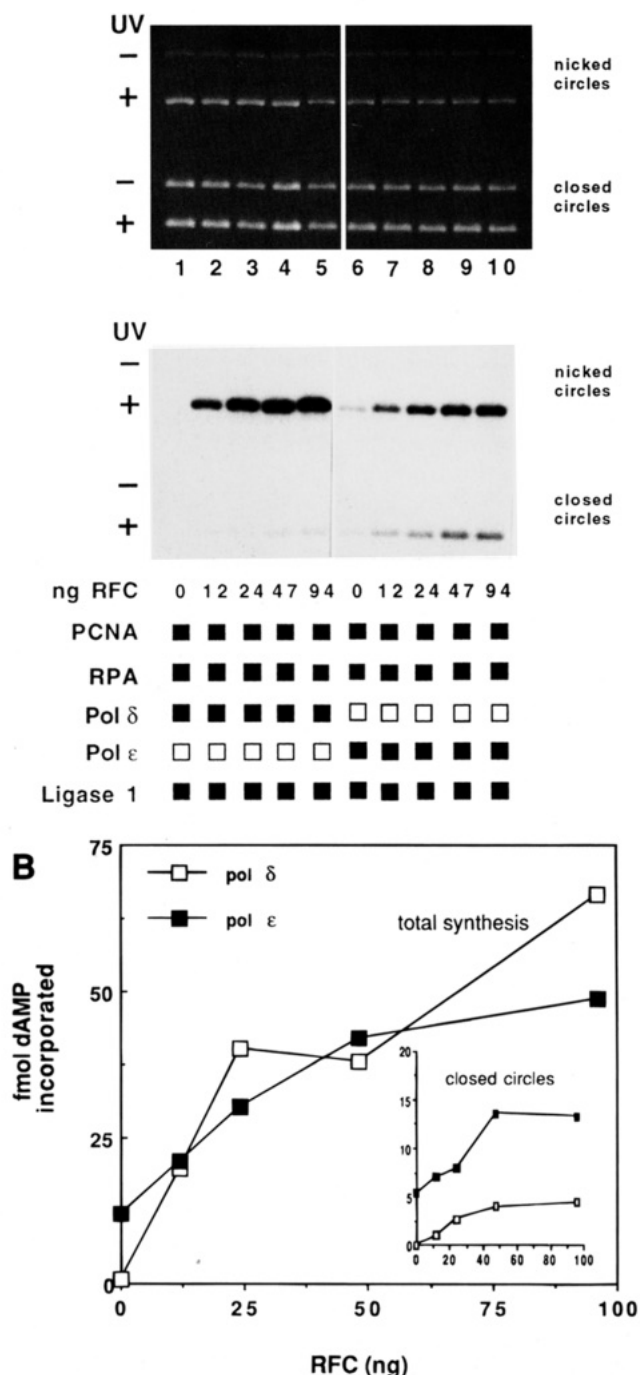 UV
−
+
nicked
circles
−
+
closed
circles
1 2 3 4 5 6 7 8 9 10
UV
−
+
nicked
circles
−
+
closed
circles
ng RFC 0 12 24 47 94 0 12 24 47 94
PCNA
RPA
Pol δ
Pol ε
Ligase 1
B
pol δ
pol ε
total synthesis
closed circles
fmol dAMP
incorporated
75
50
25
0
20
15
10
5
0
0 20 40 60 80 100
0 25 50 75 100
RFC (ng)